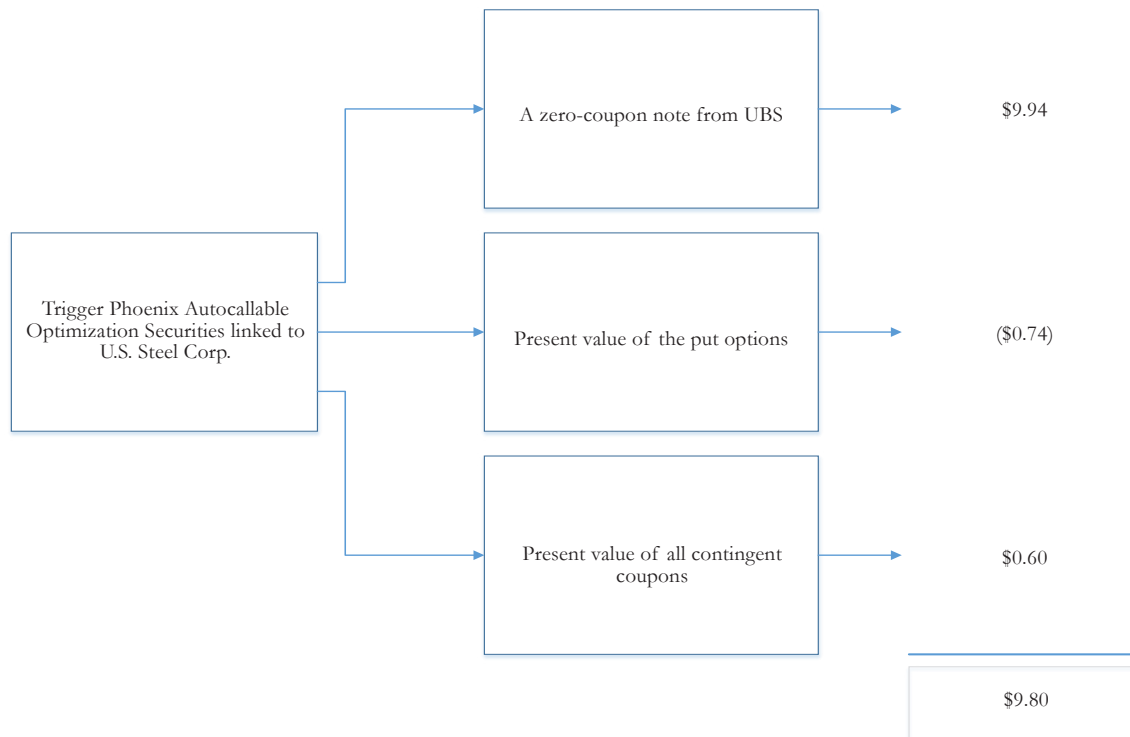 A zero-coupon note from UBS
$9.94
Trigger Phoenix Autocallable
Optimization Securities linked to
U.S. Steel Corp.
Present value of the put options
($0.74)
Present value of all contingent
coupons
$0.60
$9.80